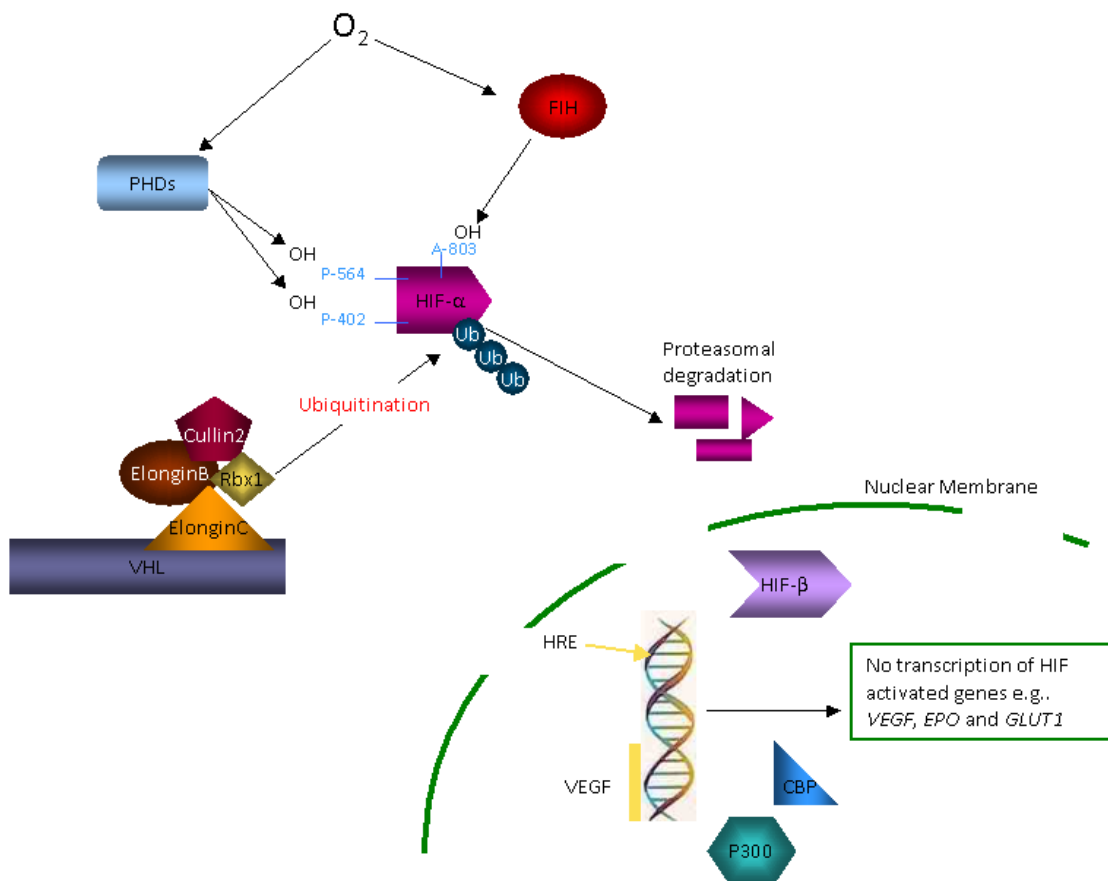 O2
FIH
PHDs
OH
A-803
OH
P-564
HIF-α
OH
P-402
Ub
Ub
Ub
Proteasomal
degradation
Ubiquitination
Cullin2
ElonginB
Rbx1
ElonginC
VHL
Nuclear Membrane
HIF-β
HRE
No transcription of HIF
activated genes e.g..
VEGF, EPO and GLUT1
VEGF
CBP
P300